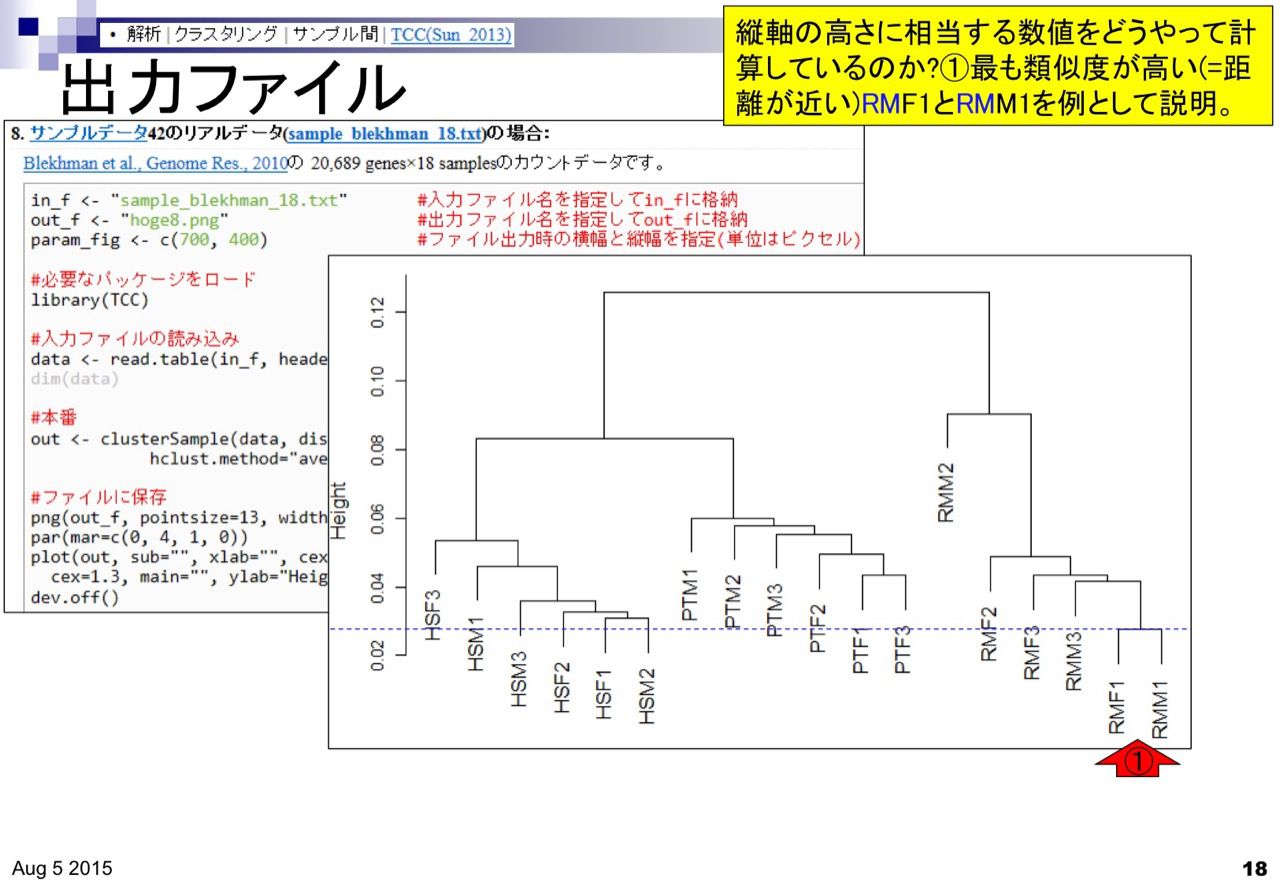 • 解析 | クラスタリング | サンプル間 | TCC(Sun_2013)
出力ファイル
縦軸の高さに相当する数値をどうやって計
算しているのか?①最も類似度が高い(=距
離が近い)RMF1とRMM1を例として説明。
8. サンプルデータ42のリアルデータ(sample_blekhman_18.txt)の場合:
Blekhman et al., Genome Res., 2010の 20,689 genes×18 samplesのカウントデータです。
in_f <- "sample_blekhman_18.txt" #入力ファイル名を指定してin_fに格納
out_f <- "hoge8.png" #出力ファイル名を指定してout_fに格納
param_fig <- c(700, 400) #ファイル出力時の横幅と縦幅を指定(単位はピクセル)
#必要なパッケージをロード
library(TCC)
#入力ファイルの読み込み
data <- read.table(in_f, heade
dim(data)
#本番
out <- clusterSample(data, dis
hclust.method="ave
#ファイルに保存
png(out_f, pointsize=13, width
par(mar=c(0, 4, 1, 0))
plot(out, sub="", xlab="", cex
cex=1.3, main="", ylab="Heig
dev.off()
Height
0.12
0.10
0.08
0.06
0.04
0.02
HSF3
HSM1
HSM3
HSF2
HSF1
HSM2
PTM1
PTM2
PTM3
PTF2
PTF1
PTF3
RMM2
RMF2
RMF3
RMM3
RMF1
RMM1
①
Aug 5 2015
18